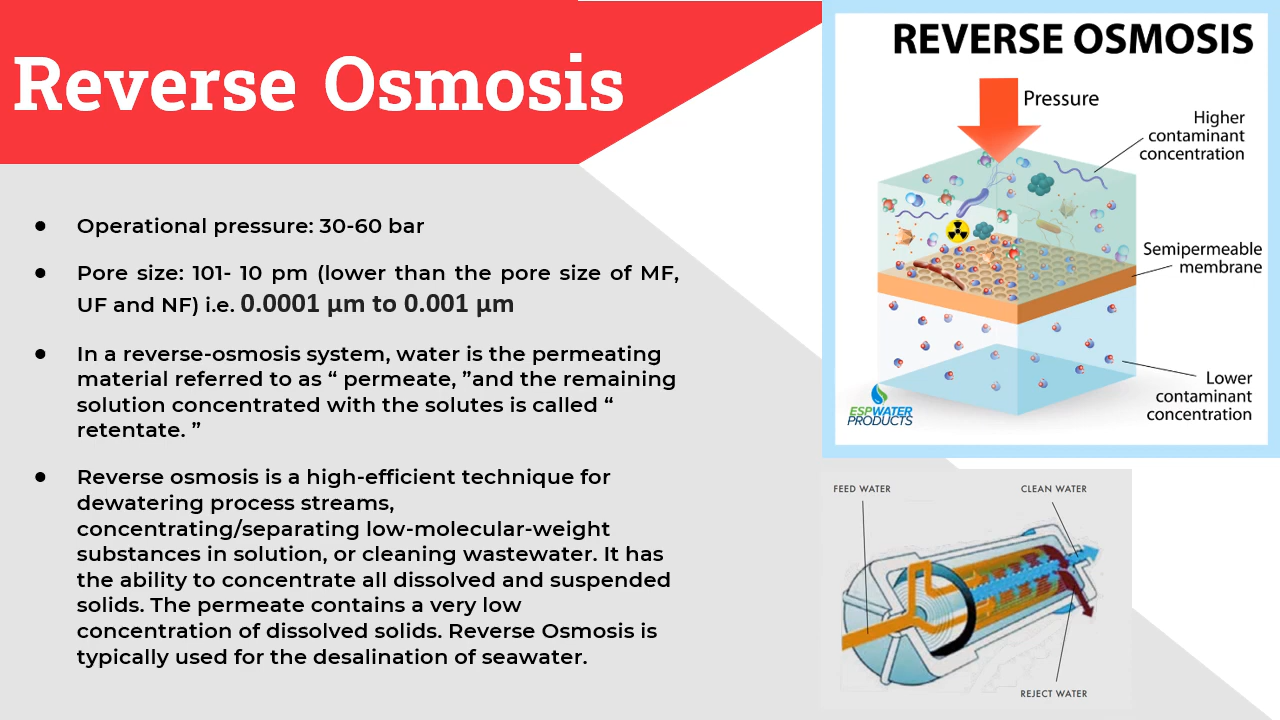 Reverse Osmosis
● Operational pressure: 30-60 bar
● Pore size: 101- 10 pm (lower than the pore size of MF,
UF and NF) i.e. 0.0001 μm to 0.001 μm
● In a reverse-osmosis system, water is the permeating
material referred to as “ permeate, ”and the remaining
solution concentrated with the solutes is called “
retentate. ”
● Reverse osmosis is a high-efficient technique for
dewatering process streams,
concentrating/separating low-molecular-weight
substances in solution, or cleaning wastewater. It has
the ability to concentrate all dissolved and suspended
solids. The permeate contains a very low
concentration of dissolved solids. Reverse Osmosis is
typically used for the desalination of seawater.
REVERSE OSMOSIS
Pressure
Higher
contaminant
concentration
Semipermeable
membrane
Lower
contaminant
concentration
ESPWATER
PRODUCTS
FEED WATER
CLEAN WATER
REJECT WATER